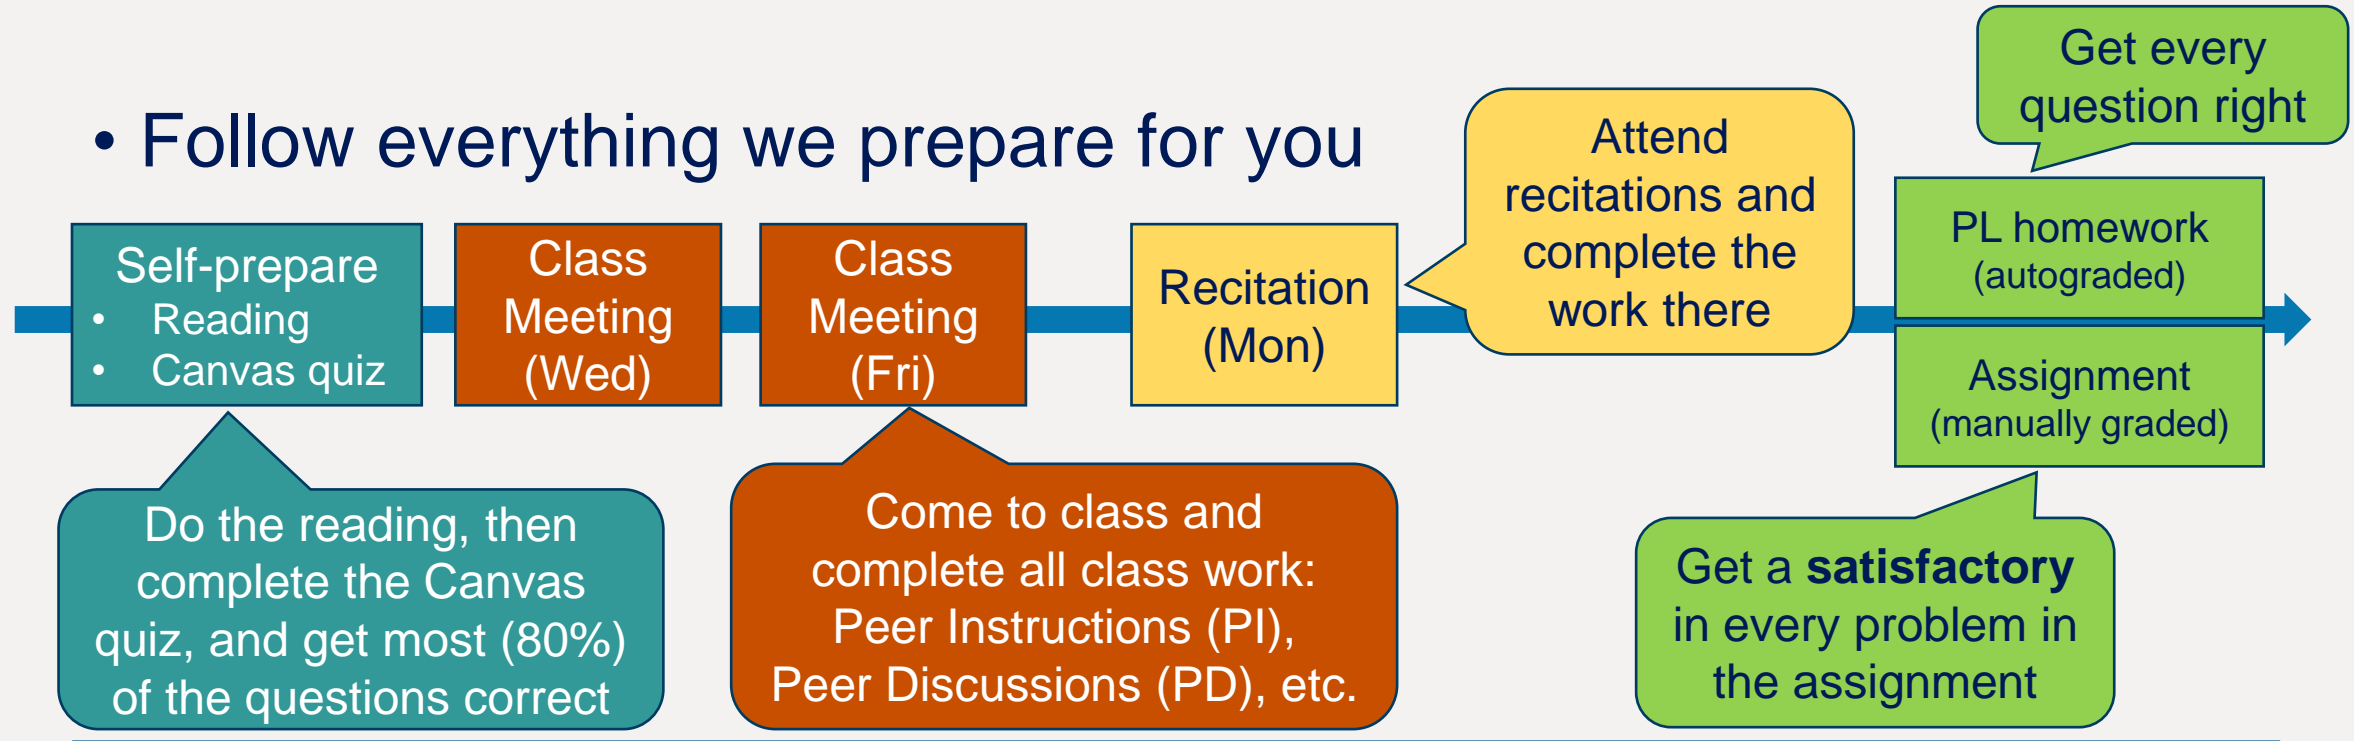 Get every
question right
• Follow everything we prepare for you
Attend
recitations and
complete the
work there
Self-prepare
• Reading
• Canvas quiz
Class
Meeting
(Wed)
Class
Meeting
(Fri)
Recitation
(Mon)
PL homework
(autograded)
Assignment
(manually graded)
Do the reading, then
complete the Canvas
quiz, and get most (80%)
of the questions correct
Come to class and
complete all class work:
Peer Instructions (PI),
Peer Discussions (PD), etc.
Get a satisfactory
in every problem in
the assignment